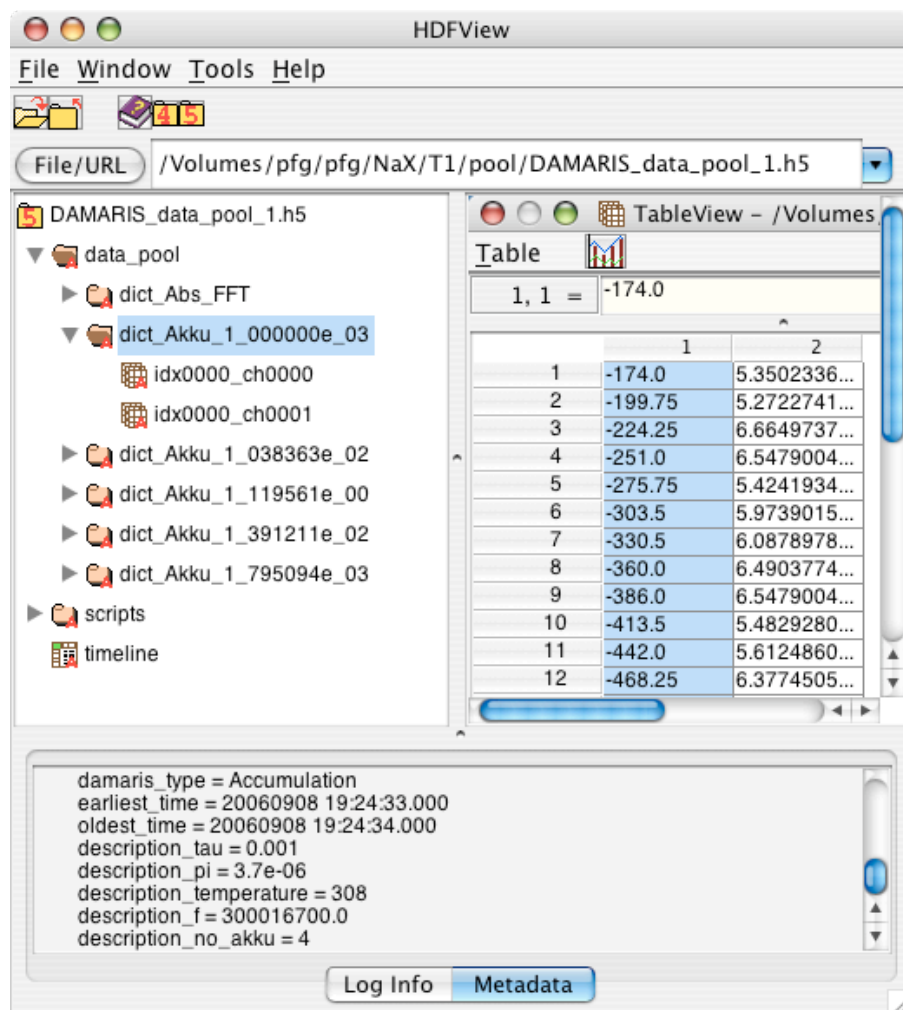 HDFView
File Window Tools Help
4 5
File/URL /Volumes/pfg/pfg/NaX/T1/pool/DAMARIS_data_pool_1.h5
5 DAMARIS_data_pool_1.h5
data_pool
dict_Abs_FFT
dict_Akku_1_000000e_03
idx0000_ch0000
idx0000_ch0001
dict_Akku_1_038363e_02
dict_Akku_1_119561e_00
dict_Akku_1_391211e_02
dict_Akku_1_795094e_03
scripts
timeline
TableView - /Volumes
Table
1, 1 = -174.0
1 2
1 -174.0 5.3502336...
2 -199.75 5.2722741...
3 -224.25 6.6649737...
4 -251.0 6.5479004...
5 -275.75 5.4241934...
6 -303.5 5.9739015...
7 -330.5 6.0878978...
8 -360.0 6.4903774...
9 -386.0 6.5479004...
10 -413.5 5.4829280...
11 -442.0 5.6124860...
12 -468.25 6.3774505...
damaris_type = Accumulation
earliest_time = 20060908 19:24:33.000
oldest_time = 20060908 19:24:34.000
description_tau = 0.001
description_pi = 3.7e-06
description_temperature = 308
description_f = 300016700.0
description_no_akku = 4
Log Info Metadata